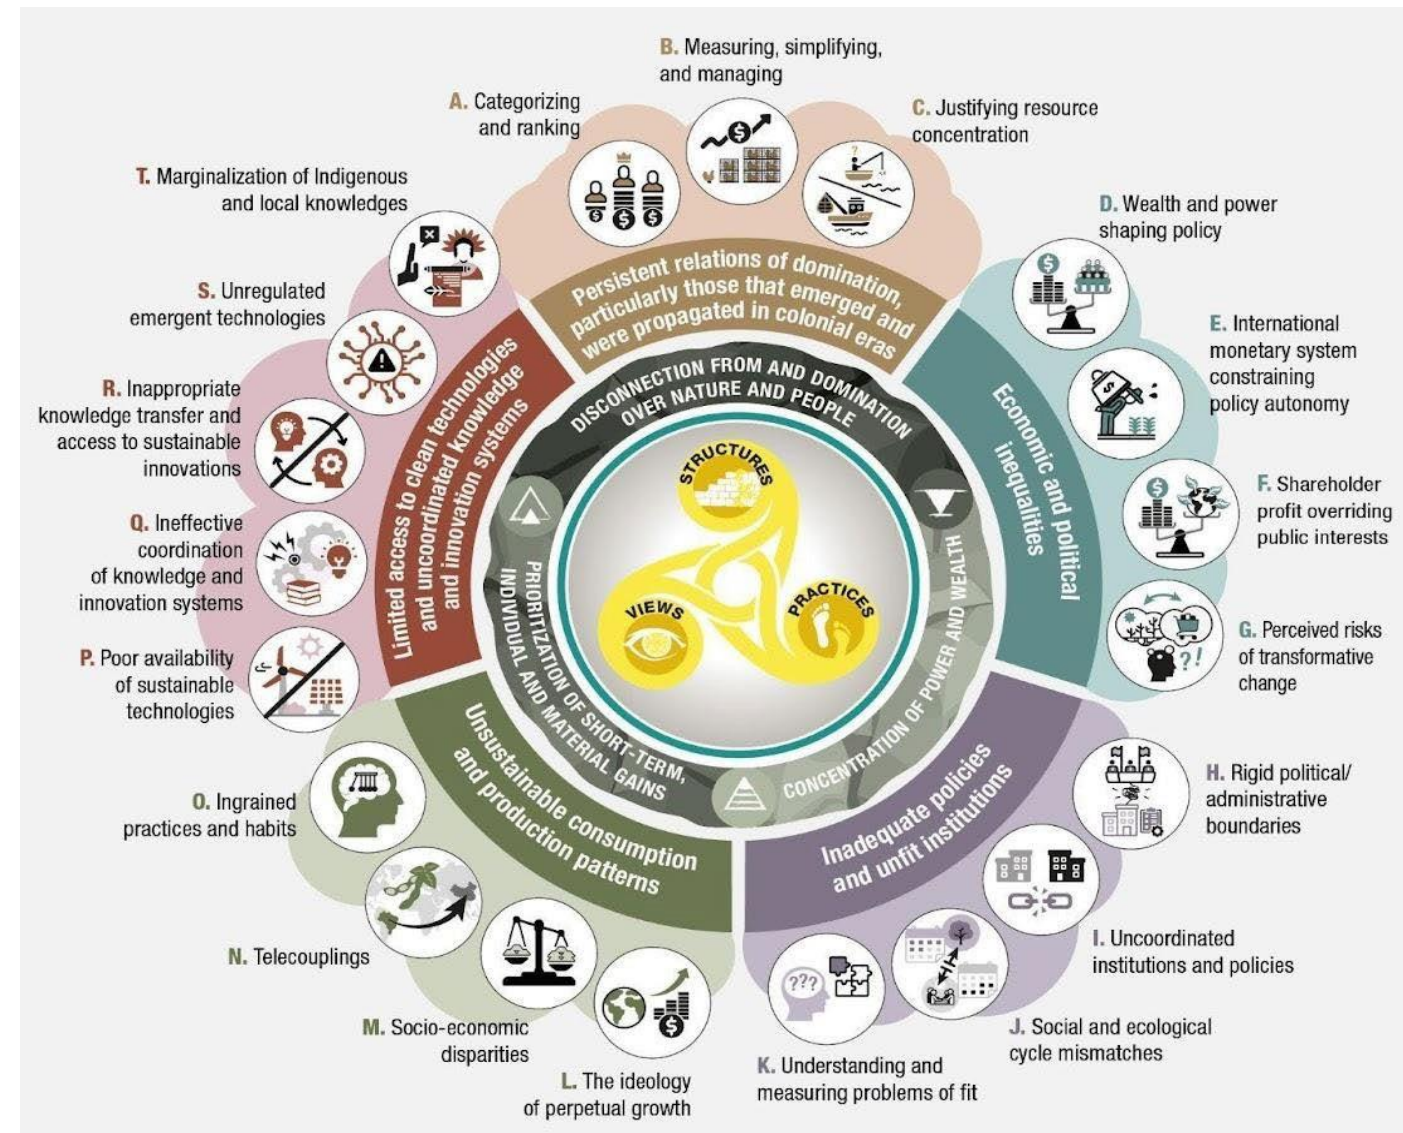 B. Measuring, simplifying,
and managing
A. Categorizing
and ranking
C. Justifying resource
concentration
T. Marginalization of Indigenous
and local knowledges
D. Wealth and power
shaping policy
S. Unregulated
emergent technologies
E. International
monetary system
constraining
policy autonomy
R. Inappropriate
knowledge transfer and
access to sustainable
innovations
F. Shareholder
profit overriding
public interests
Q. Ineffective
coordination
of knowledge and
innovation systems
G. Perceived risks
of transformative
change
P. Poor availability
of sustainable
technologies
H. Rigid political/
administrative
boundaries
O. Ingrained
practices and habits
I. Uncoordinated
institutions and policies
N. Telecouplings
J. Social and ecological
cycle mismatches
M. Socio-economic
disparities
K. Understanding and
measuring problems of fit
L. The ideology
of perpetual growth
Persistent relations of domination,
particularly those that emerged and
were propagated in colonial eras
Economic and political
inequalities
Inadequate policies
and unfit institutions
Unsustainable consumption
and production patterns
Limited access to clean technologies
and uncoordinated knowledge
and innovation systems
DISCONNECTION FROM AND DOMINATION
OVER NATURE AND PEOPLE
CONCENTRATION OF POWER AND WEALTH
PRIORITIZATION OF SHORT-TERM,
INDIVIDUAL AND MATERIAL GAINS
STRUCTURES
VIEWS
PRACTICES
$
$ $ $
?
$
$
$
?!
???
$